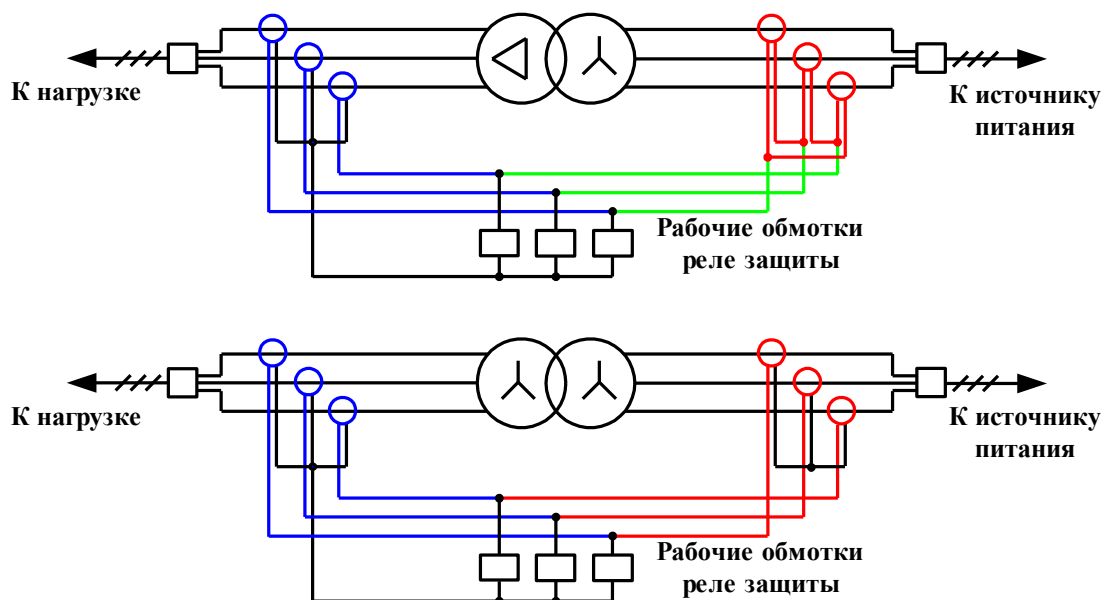 К нагрузке
К источнику
питания
Рабочие обмотки
реле защиты
К нагрузке
К источнику
питания
Рабочие обмотки
реле защиты